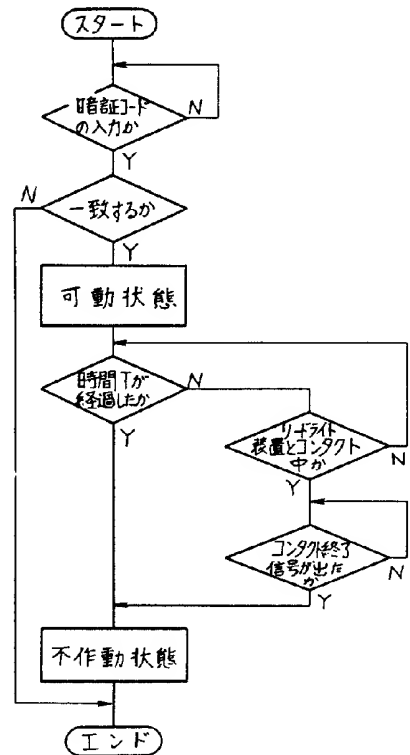 スタート
暗証コード
の入力か
N
Y
N
一致するか
Y
可動状態
時間Tが
経過したか
N
Y
リードライト
装置とコンタクト
中か
N
Y
コンタクト終了
信号が出た
か
N
Y
不作動状態
エンド